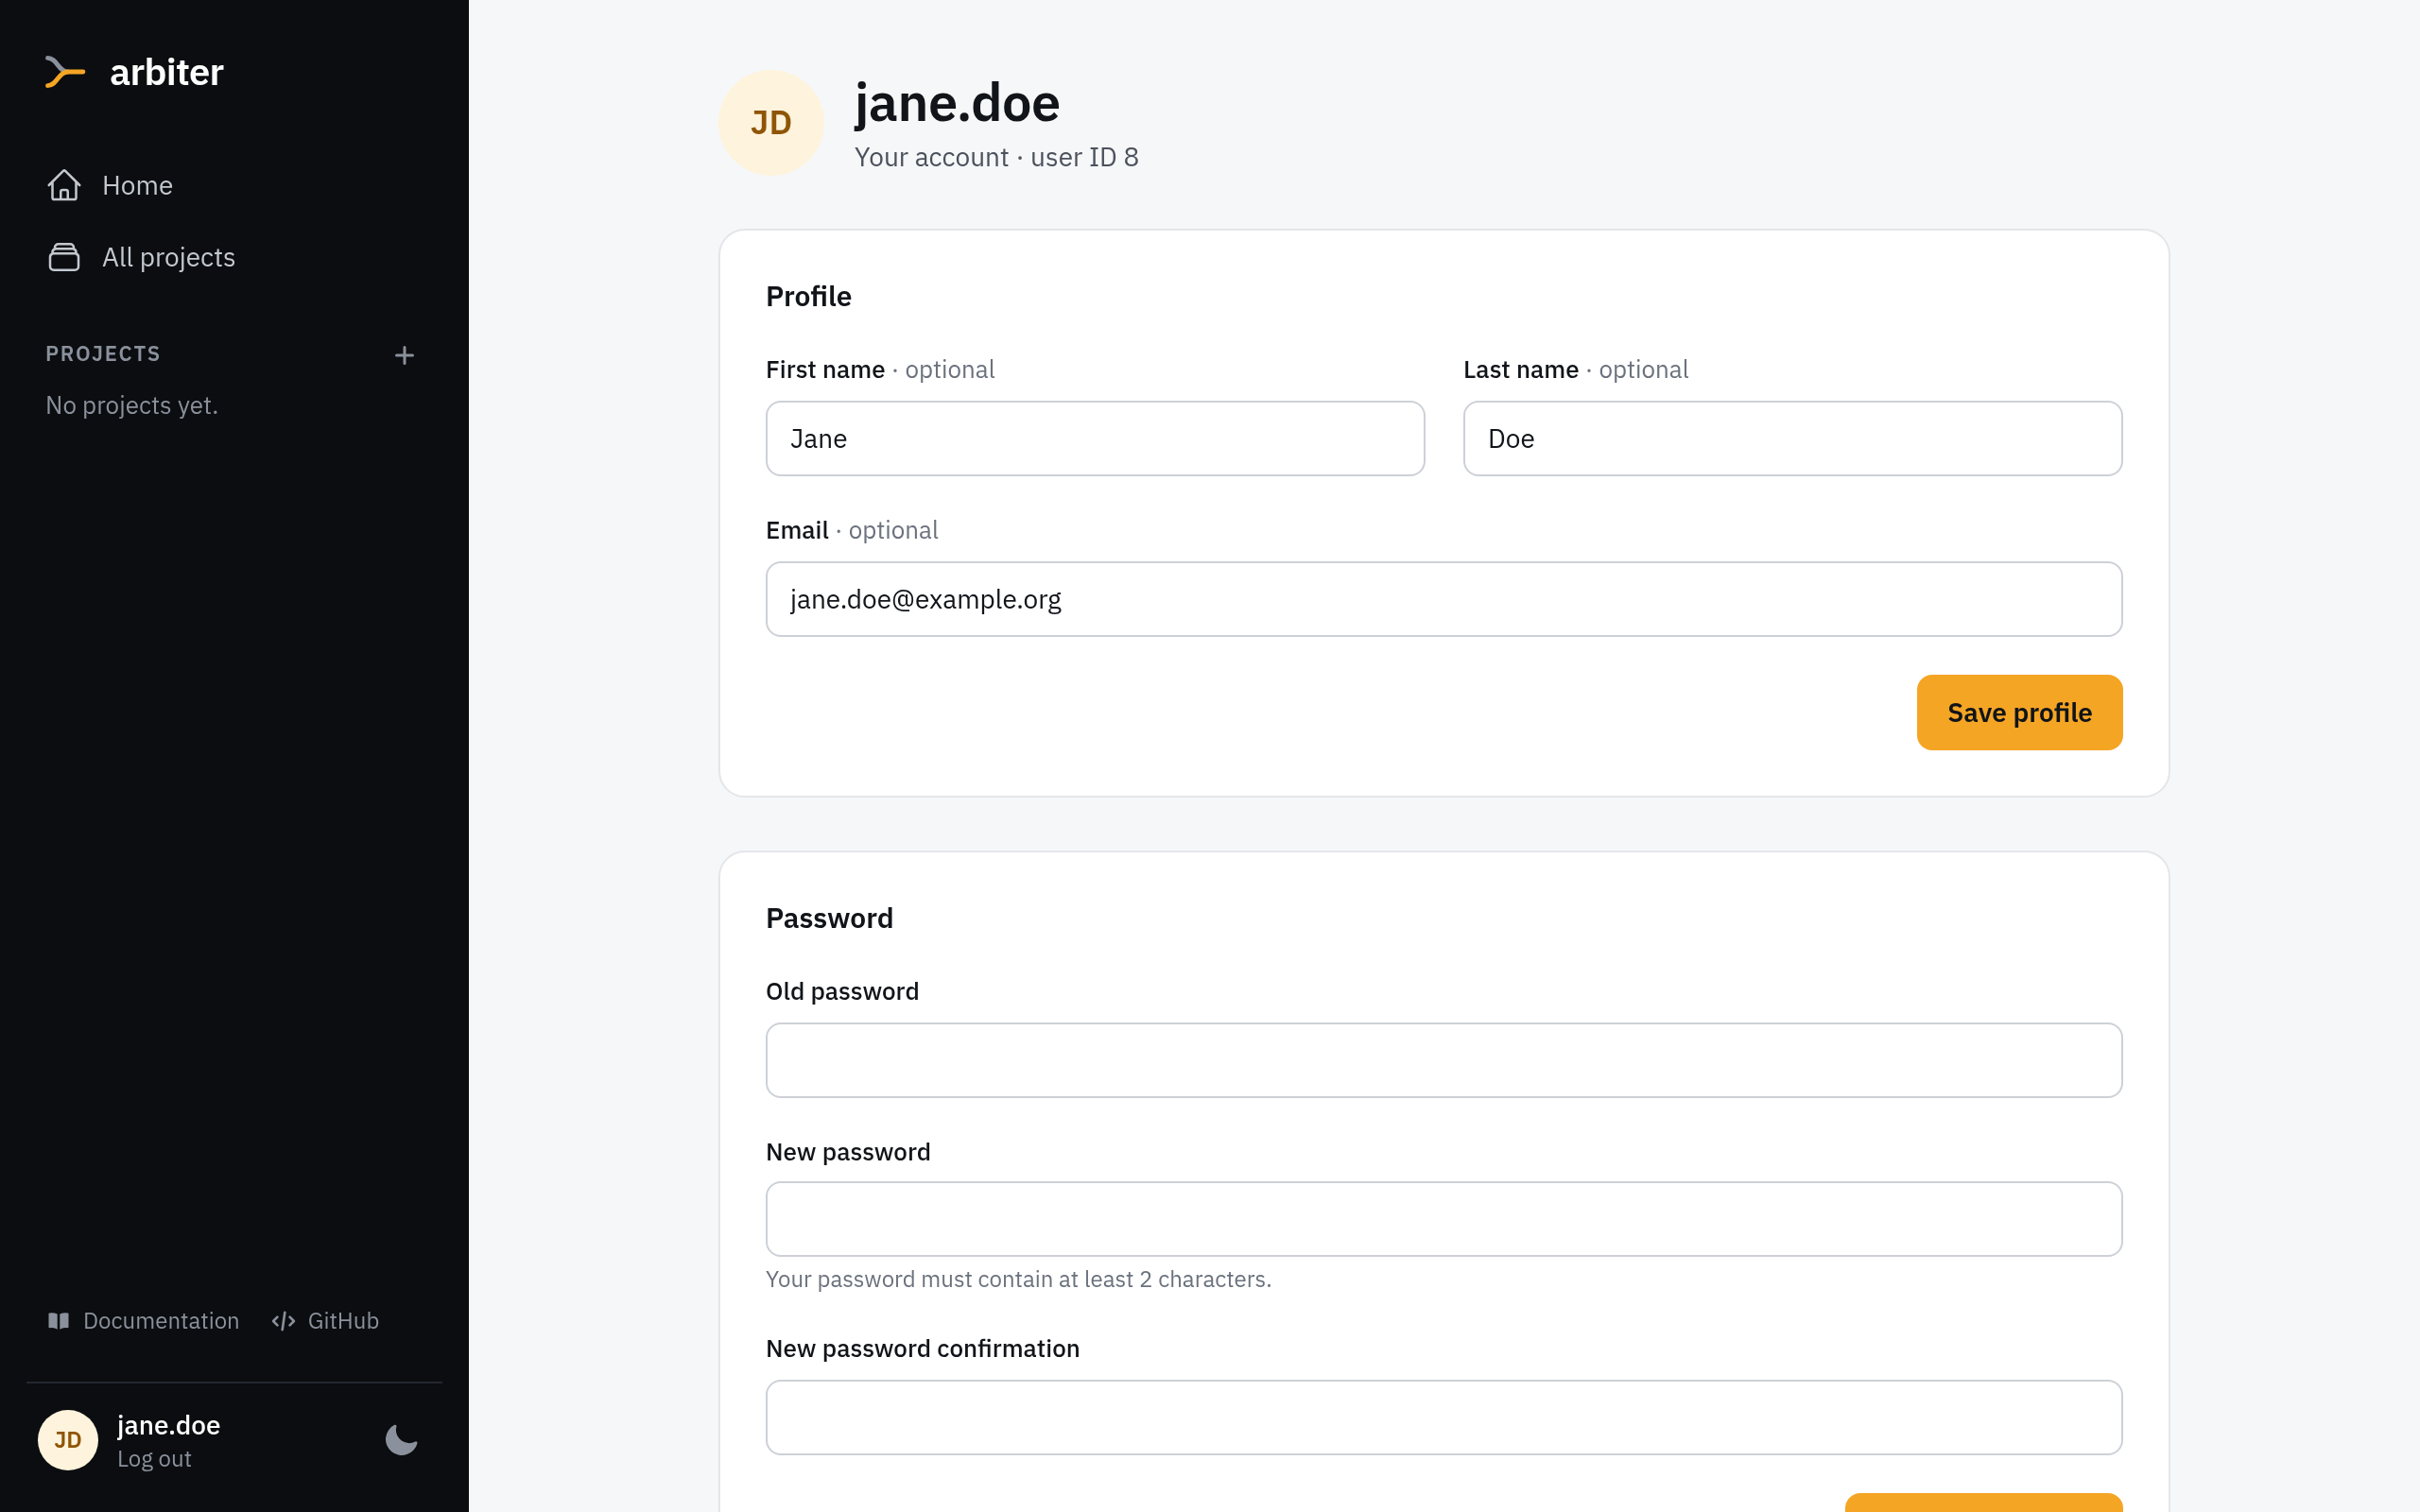 arbiter
Home
All projects
PROJECTS
No projects yet.
Documentation
GitHub
JD
jane.doe
Log out
JD
jane.doe
Your account · user ID 8
Profile
First name · optional
Last name · optional
Jane
Doe
Email · optional
jane.doe@example.org
Save profile
Password
Old password
New password
Your password must contain at least 2 characters.
New password confirmation